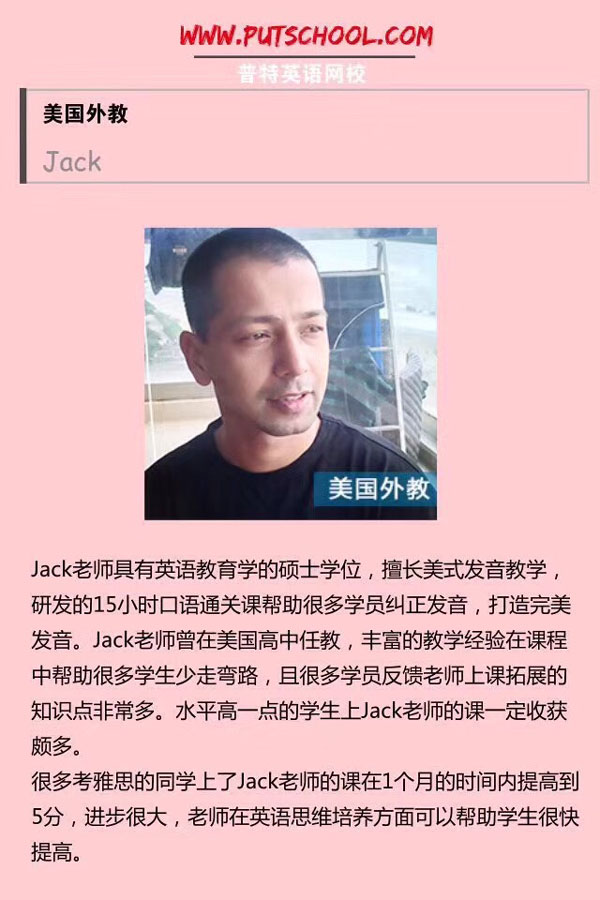 WWW.PUTSCHOOL.COM
普特英语网校
美国外教
Jack
美国外教
Jack老师具有英语教育学的硕士学位，擅长美式发音教学，
研发的15小时口语通关课帮助很多学员纠正发音，打造完美
发音。Jack老师曾在美国高中任教，丰富的教学经验在课程
中帮助很多学生少走弯路，且很多学员反馈老师上课拓展的
知识点非常多。水平高一点的学生上Jack老师的课一定收获
颇多。
很多考雅思的同学上了Jack老师的课在1个月的时间内提高到
5分，进步很大，老师在英语思维培养方面可以帮助学生很快
提高。